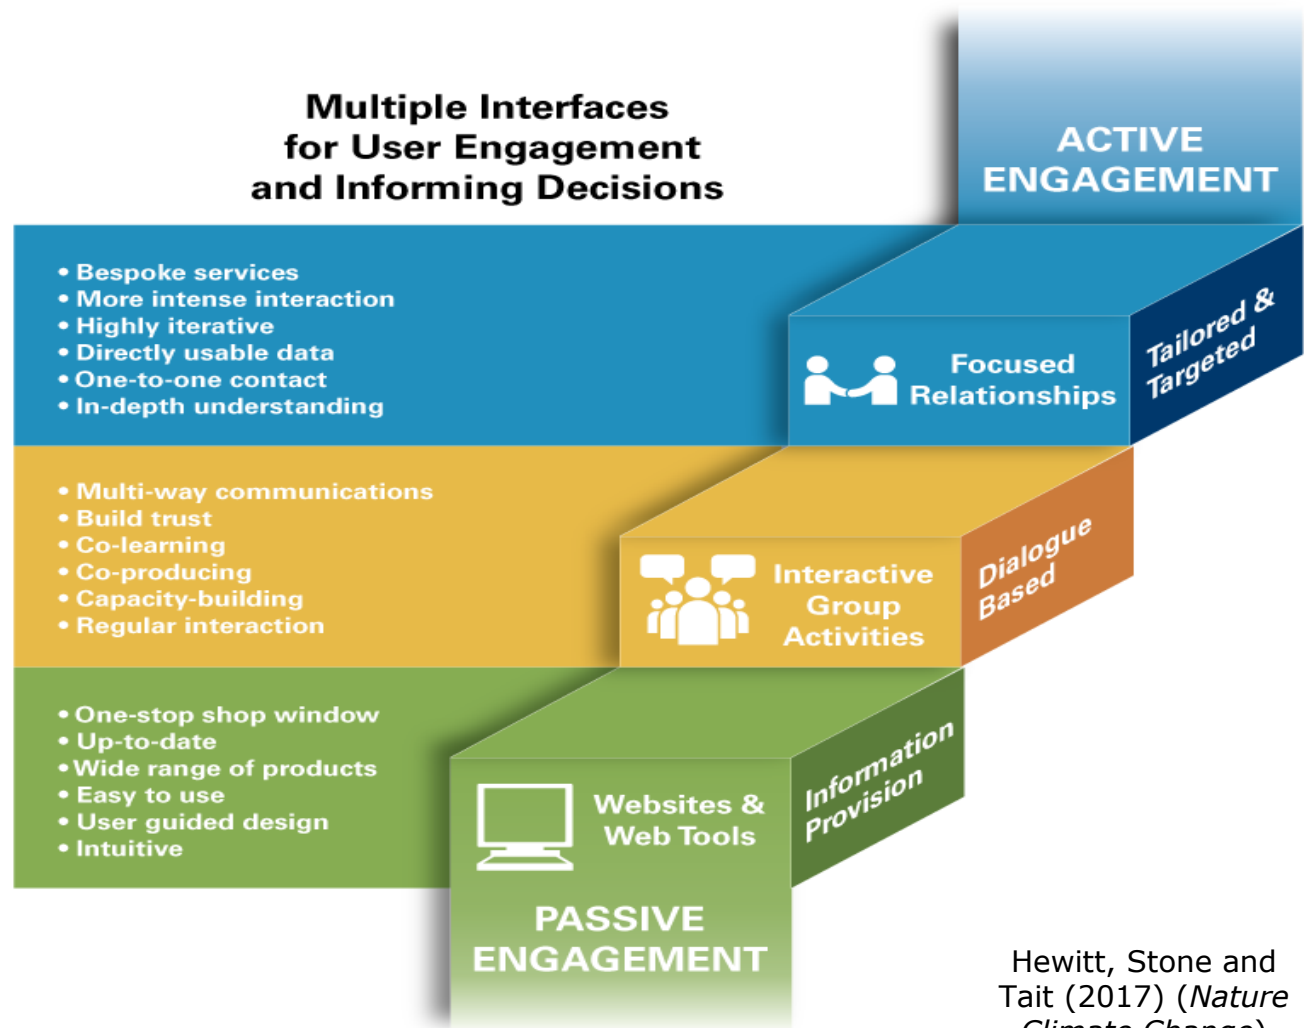 Multiple Interfaces
for User Engagement
and Informing Decisions
ACTIVE
ENGAGEMENT
• Bespoke services
• More intense interaction
• Highly iterative
• Directly usable data
• One-to-one contact
• In-depth understanding
Focused
Relationships
Tailored &
Targeted
• Multi-way communications
• Build trust
• Co-learning
• Co-producing
• Capacity-building
• Regular interaction
Interactive
Group
Activities
Dialogue
Based
• One-stop shop window
• Up-to-date
• Wide range of products
• Easy to use
• User guided design
• Intuitive
Websites &
Web Tools
Information
Provision
PASSIVE
ENGAGEMENT
Hewitt, Stone and
Tait (2017) (Nature
Climate Change)